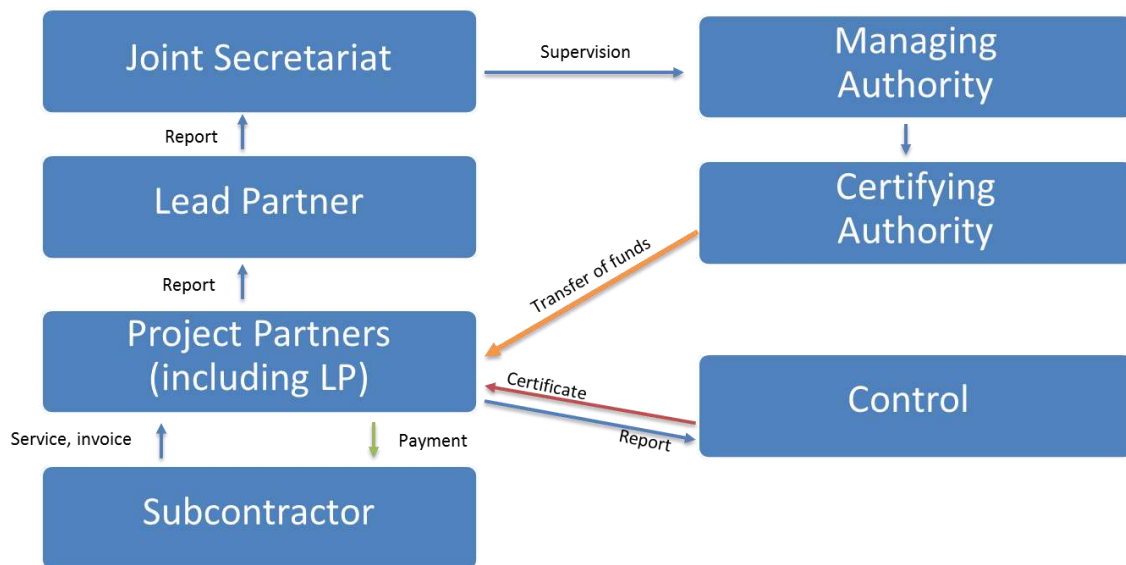 Joint Secretariat
Supervision
Managing
Authority
Report
Lead Partner
Certifying
Authority
Report
Transfer of funds
Project Partners
(including LP)
Certificate
Report
Control
Service, invoice
Payment
Subcontractor